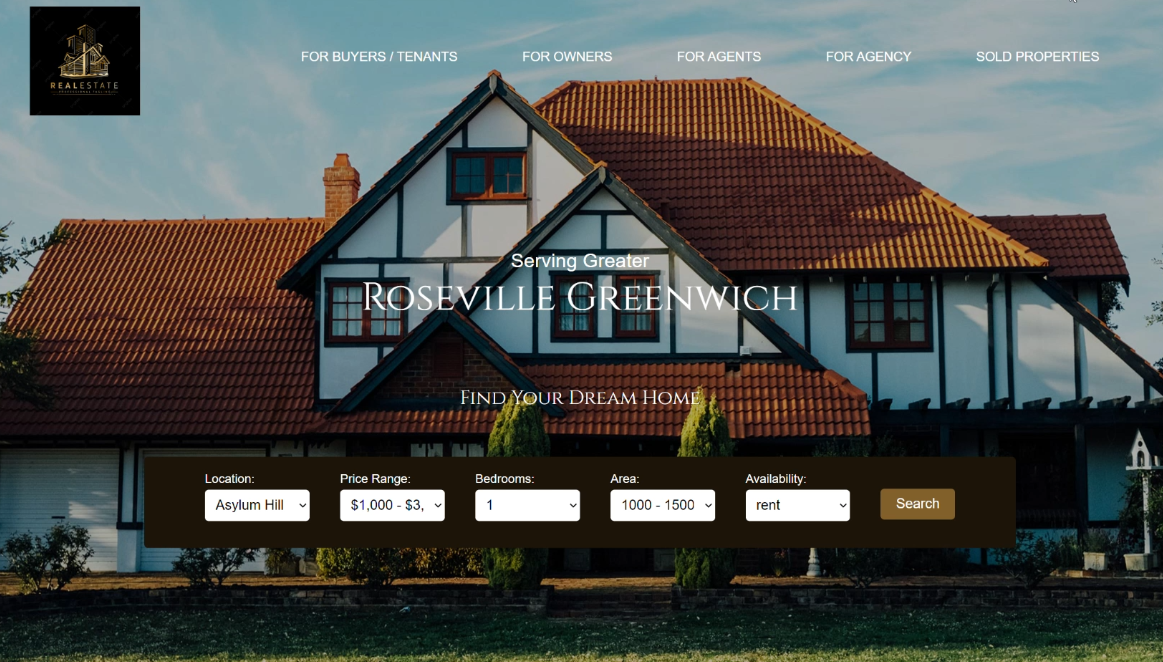 REALESTATE
FOR BUYERS / TENANTS
FOR OWNERS
FOR AGENTS
FOR AGENCY
SOLD PROPERTIES
Serving Greater
ROSEVILLE GREENWICH
FIND YOUR DREAM HOME
Location:
Price Range:
Bedrooms:
Area:
Availability:
Asylum Hill
$1,000 - $3,
1
1000 - 1500
rent
Search